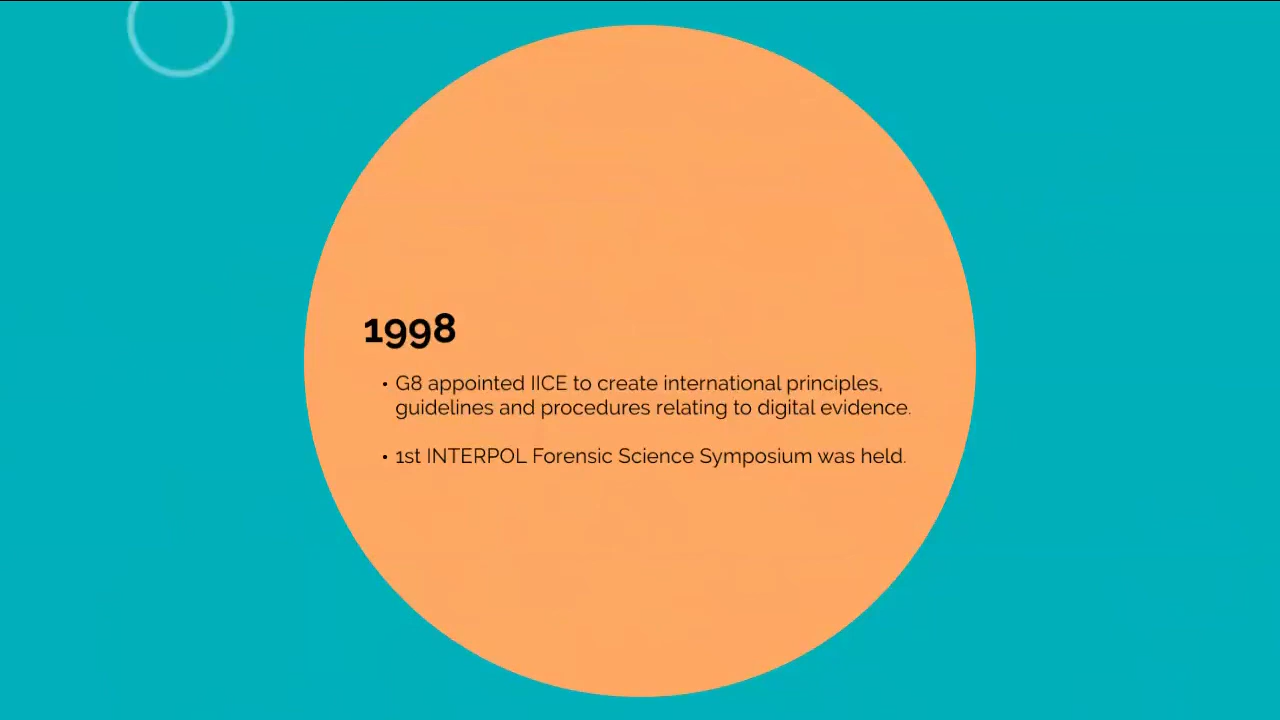 1998
• G8 appointed IICE to create international principles,
guidelines and procedures relating to digital evidence.
• 1st INTERPOL Forensic Science Symposium was held.